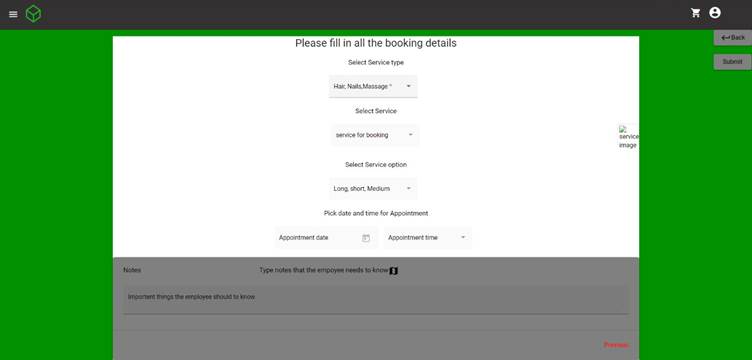 Please fill in all the booking details
Back
Submit
Select Service type
Hair, Nails,Massage *
Select Service
service for booking
service image
Select Service option
Long, short, Medium
Pick date and time for Appointment
Appointment date
Appointment time
Notes
Type notes that the empoyee needs to know
Important things the employee should to know
Previous